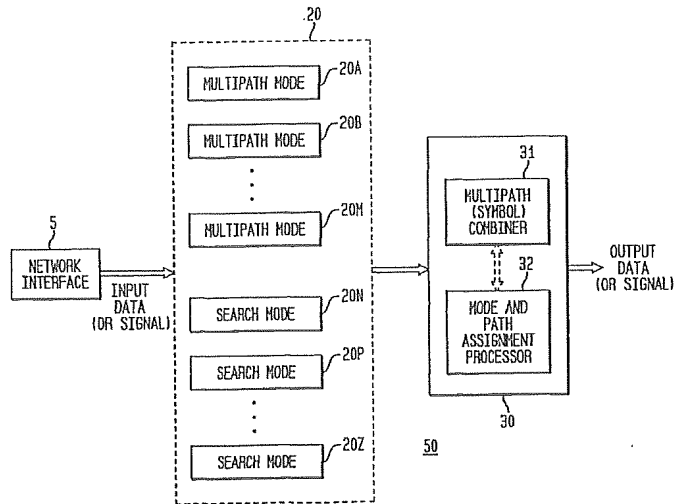 20
MULTIPATH MODE
20A
MULTIPATH MODE
20B
MULTIPATH MODE
20M
5
NETWORK
INTERFACE
INPUT
DATA
(OR SIGNAL)
SEARCH MODE
20N
SEARCH MODE
20P
SEARCH MODE
20Z
31
MULTIPATH
(SYMBOL)
COMBINER
32
MODE AND
PATH
ASSIGNMENT
PROCESSOR
30
OUTPUT
DATA
(OR SIGNAL)
50